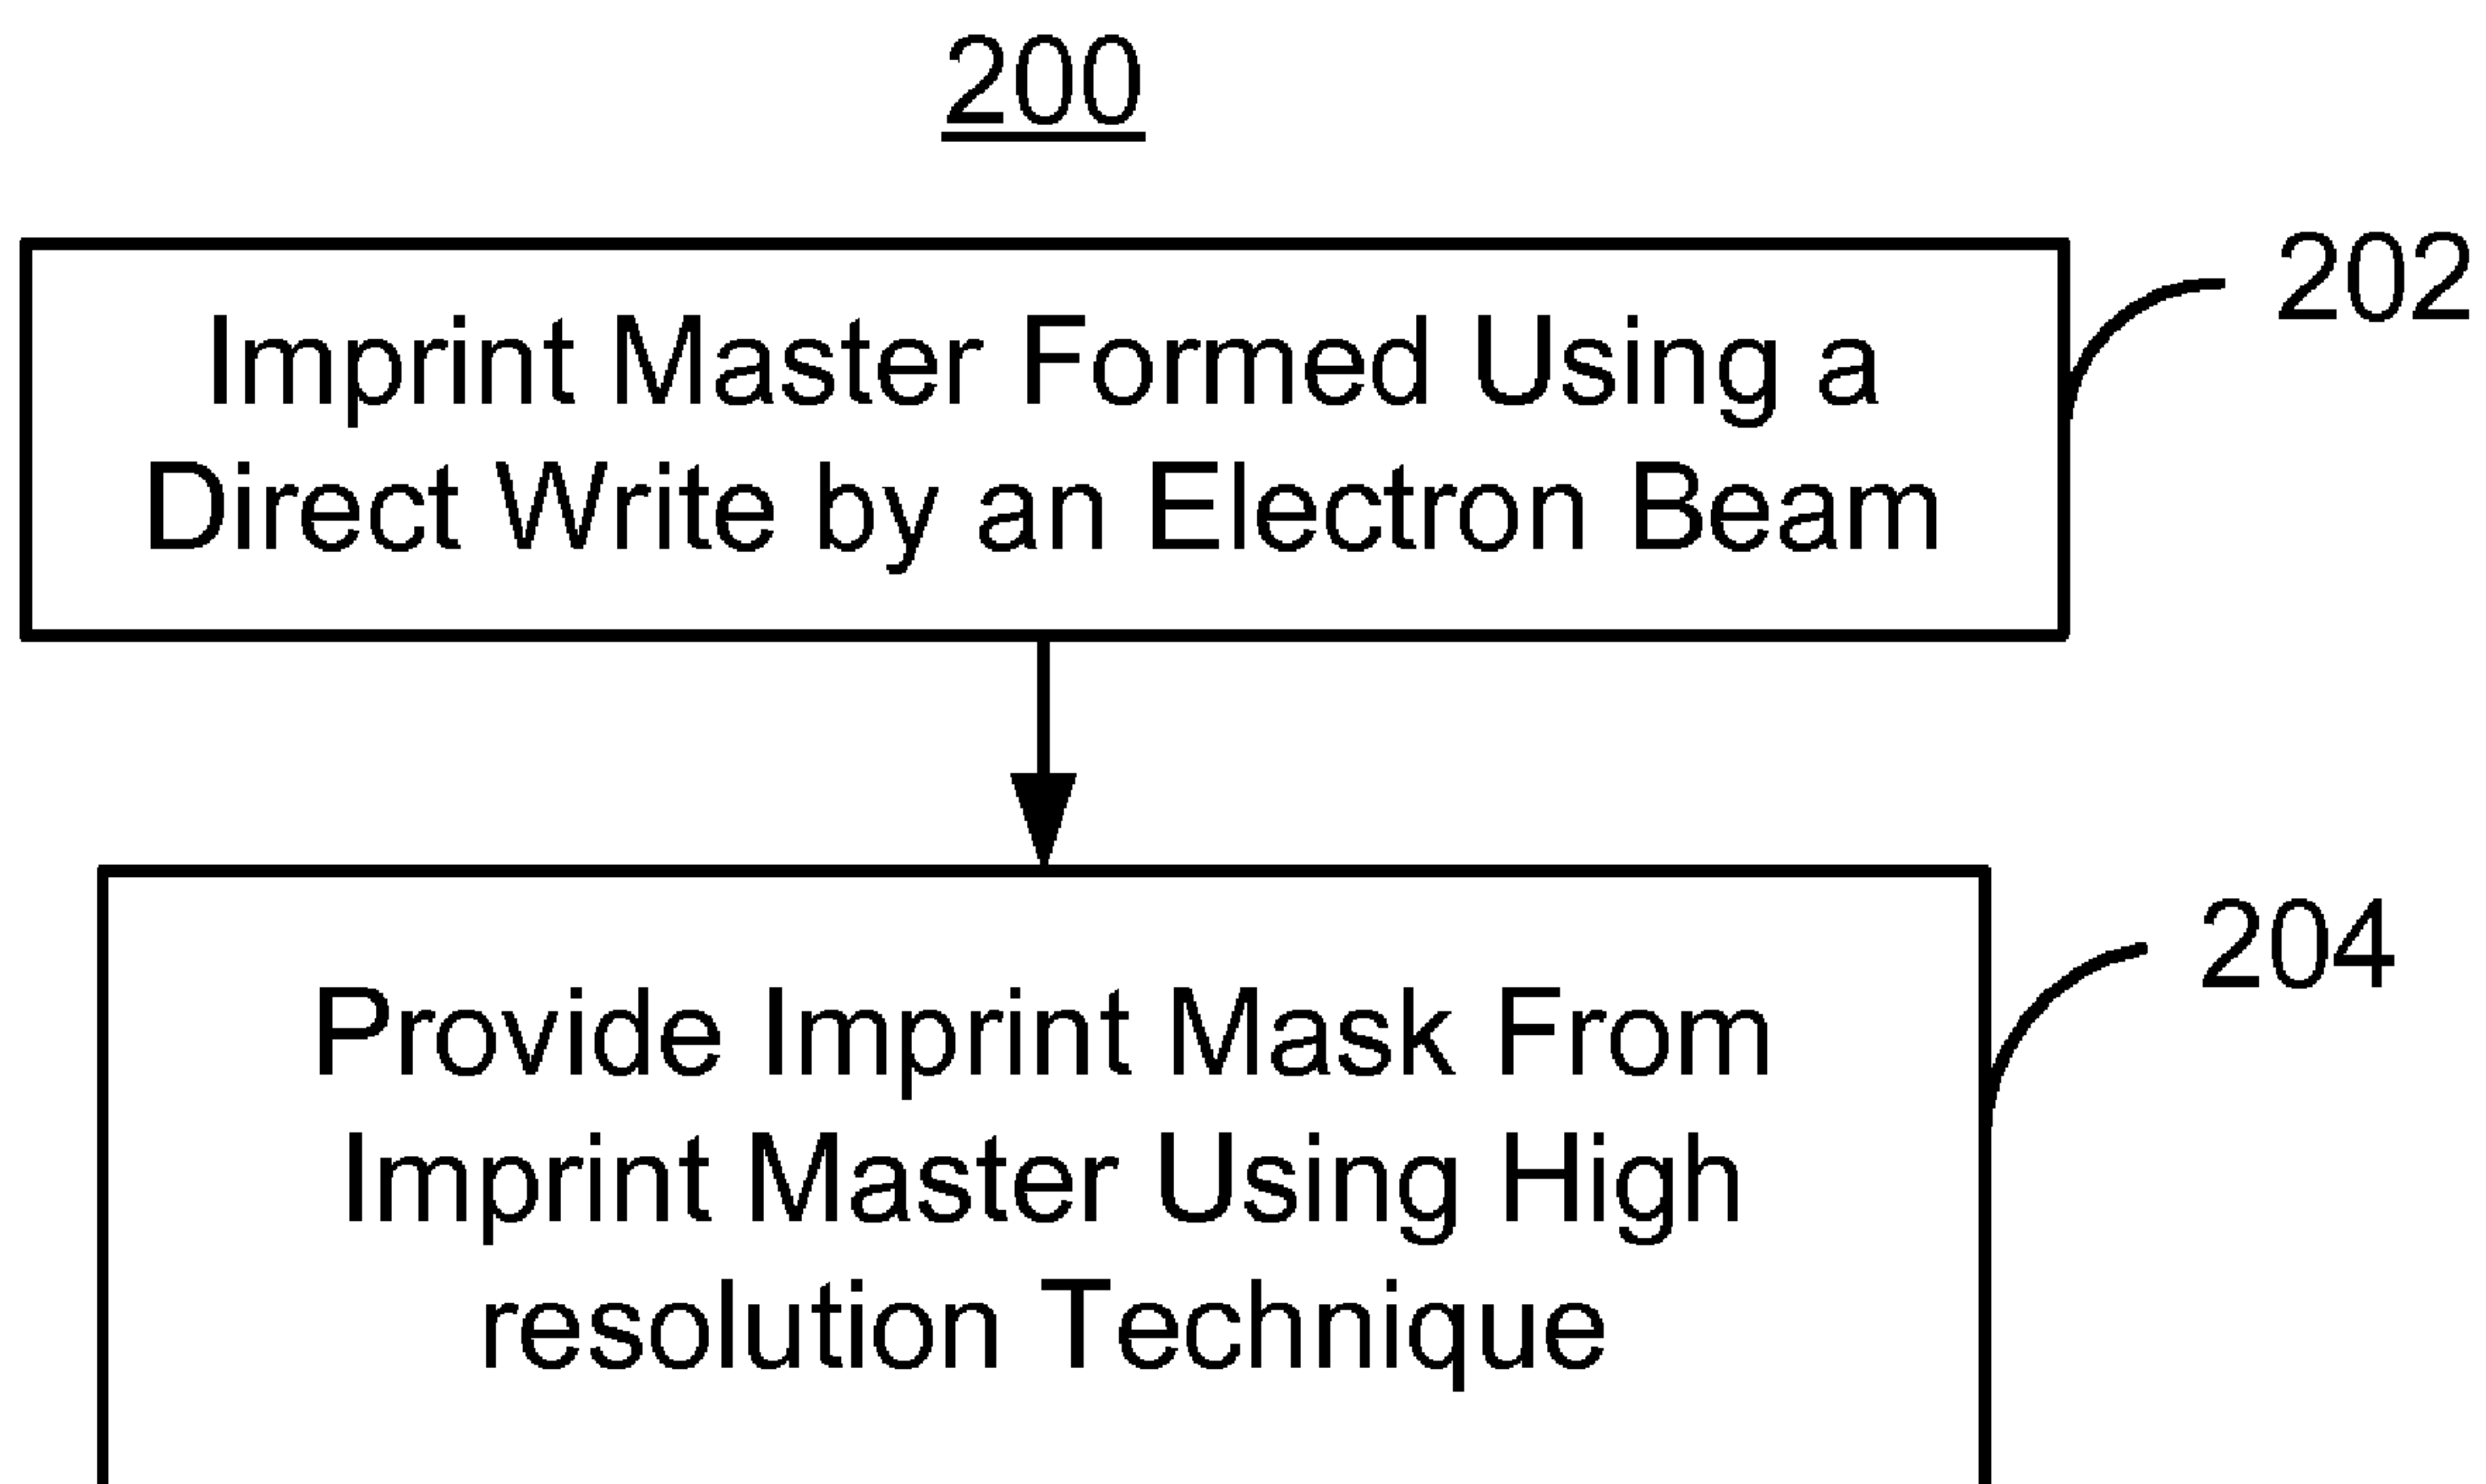 200
202
Imprint Master Formed Using a
Direct Write by an Electron Beam
204
Provide Imprint Mask From
Imprint Master Using High
resolution Technique